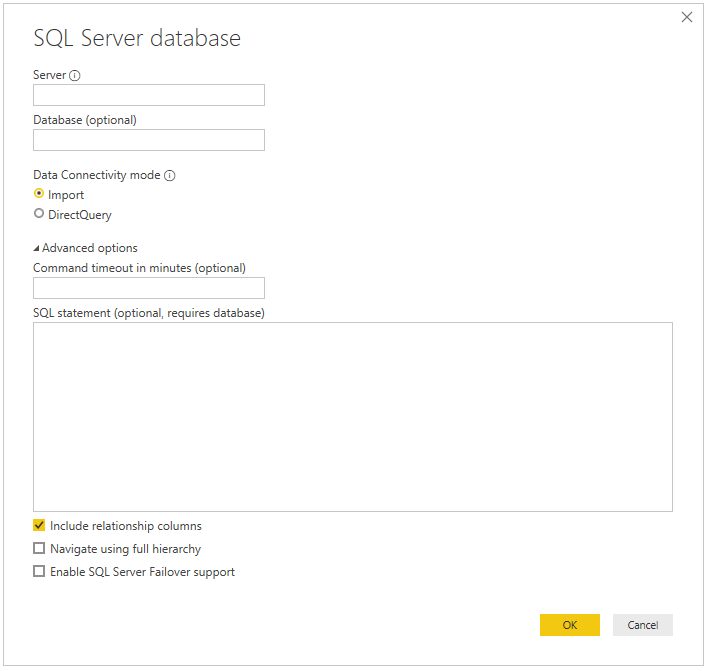 SQL Server database
Server
Database (optional)
Data Connectivity mode
Import
DirectQuery
Advanced options
Command timeout in minutes (optional)
SQL statement (optional, requires database)
Include relationship columns
Navigate using full hierarchy
Enable SQL Server Failover support
OK Cancel